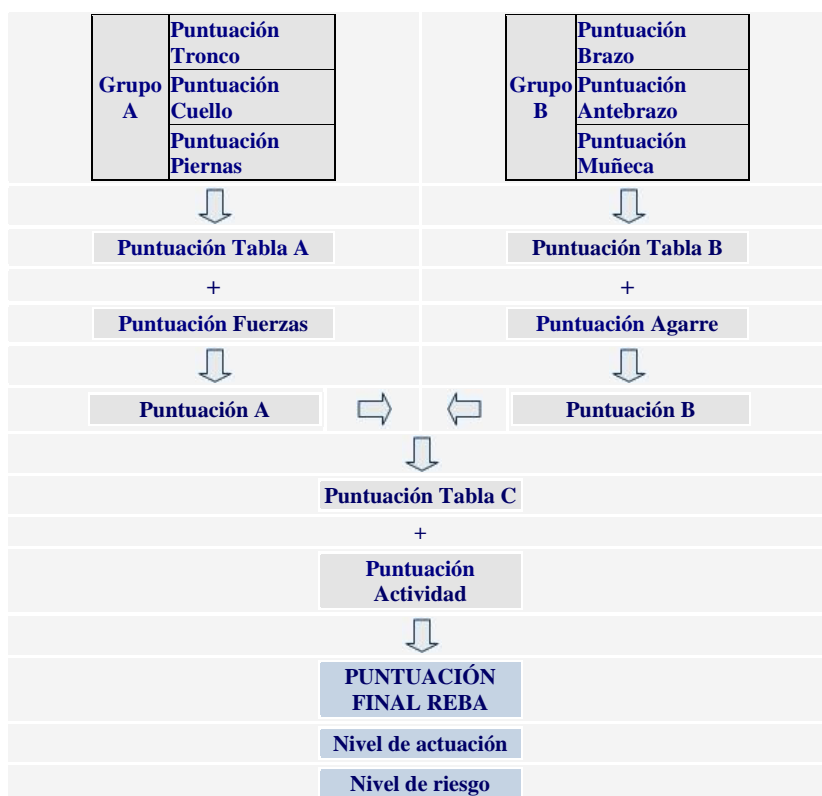 Grupo
A
Puntuación
Tronco
Puntuación
Cuello
Puntuación
Piernas
Grupo
B
Puntuación
Brazo
Puntuación
Antebrazo
Puntuación
Muñeca
Puntuación Tabla A
Puntuación Tabla B
+
+
Puntuación Fuerzas
Puntuación Agarre
Puntuación A
Puntuación B
Puntuación Tabla C
+
Puntuación
Actividad
PUNTUACIÓN
FINAL REBA
Nivel de actuación
Nivel de riesgo